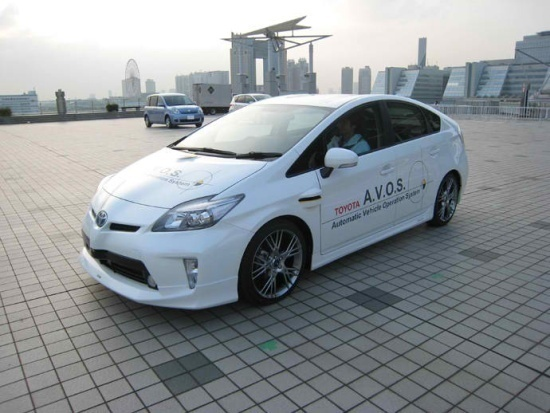 A.V.O.S.
TOYOTA A.V.O.S.
Automatic Vehicle Operation System